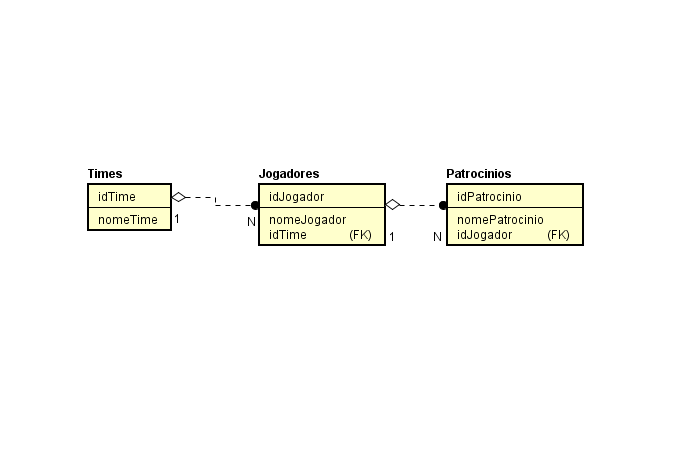 Times
idTime
nomeTime
1
Jogadores
idJogador
nomeJogador
idTime (FK)
N
1
Patrocinios
idPatrocinio
nomePatrocinio
idJogador (FK)
N